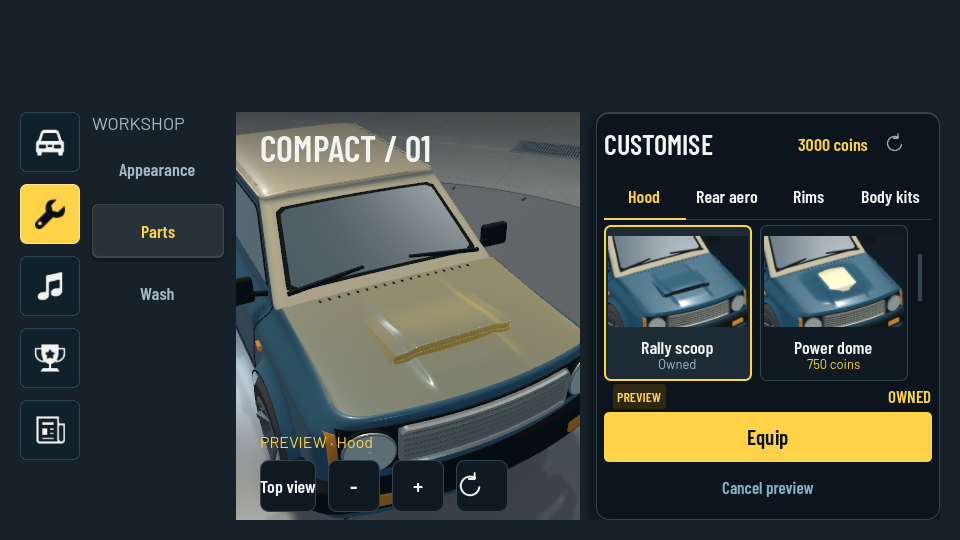 WORKSHOP
Appearance
Parts
Wash
COMPACT / 01
PREVIEW · Hood
Top view
-
+
CUSTOMISE
3000 coins
Hood
Rear aero
Rims
Body kits
Rally scoop
Owned
Power dome
750 coins
PREVIEW
OWNED
Equip
Cancel preview